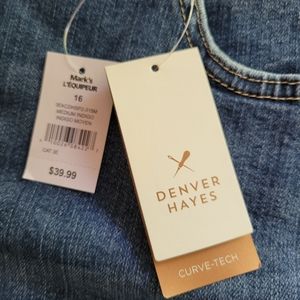 Mark's
L'ÉQUIPEUR
16
MEDIUM INDIGO
INDIGO MOYEN
$39.99
DENVER
HAYES
CURVE-TECH